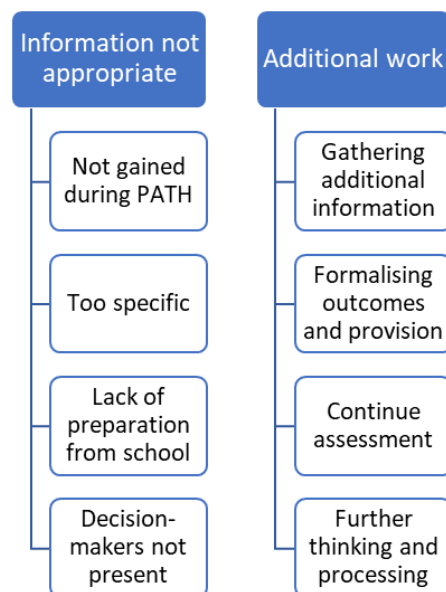 Information not
appropriate
Not gained
during PATH
Too specific
Lack of
preparation
from school
Decision-
makers not
present
Additional work
Gathering
additional
information
Formalising
outcomes
and provision
Continue
assessment
Further
thinking and
processing